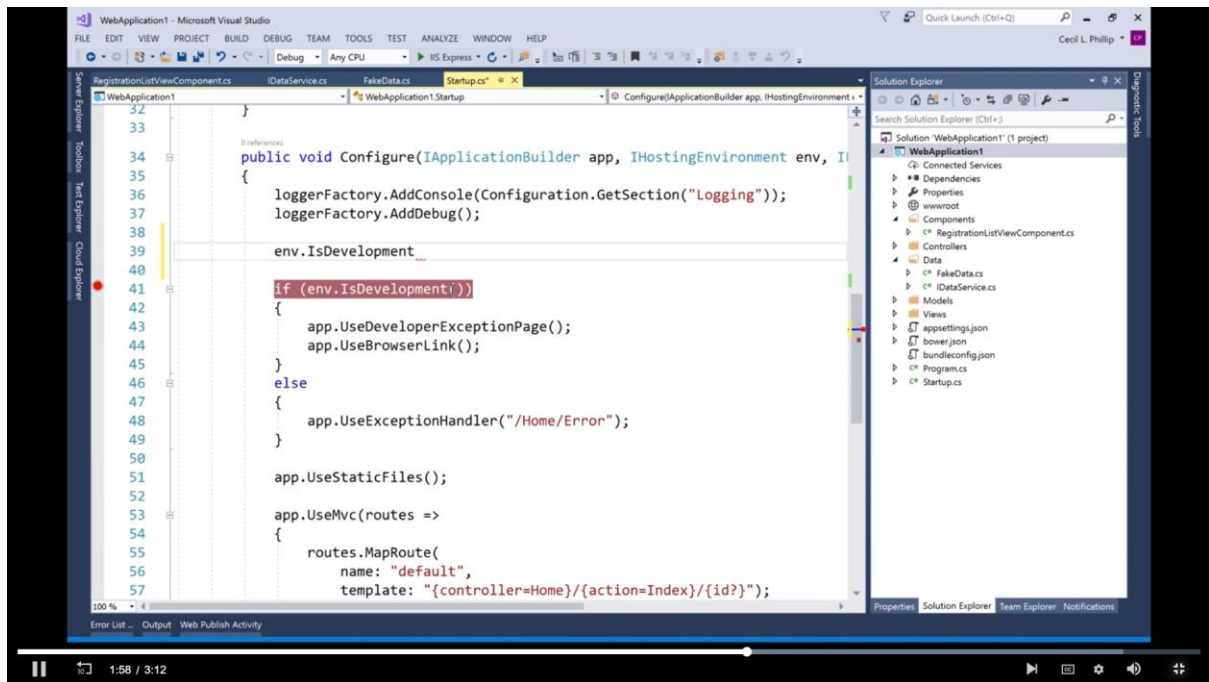 WebApplication1 - Microsoft Visual Studio
Quick Launch (Ctrl+Q)
FILE EDIT VIEW PROJECT BUILD DEBUG TEAM TOOLS TEST ANALYZE WINDOW HELP
Cecil L. Phillip CP
Debug Any CPU IIS Express
RegistrationListViewComponent.cs IDataService.cs FakeData.cs Startup.cs*
WebApplication1 WebApplication1.Startup Configure(IApplicationBuilder app, IHostingEnvironment
Server Explorer
Toolbox
Test Explorer
Cloud Explorer
32 }
33
0 references
34 public void Configure(IApplicationBuilder app, IHostingEnvironment env, I
35 {
36 loggerFactory.AddConsole(Configuration.GetSection("Logging"));
37 loggerFactory.AddDebug();
38
39 env.IsDevelopment
40
41 if (env.IsDevelopment())
42 {
43 app.UseDeveloperExceptionPage();
44 app.UseBrowserLink();
45 }
46 else
47 {
48 app.UseExceptionHandler("/Home/Error");
49 }
50
51 app.UseStaticFiles();
52
53 app.UseMvc(routes =>
54 {
55 routes.MapRoute(
56 name: "default",
57 template: "{controller=Home}/{action=Index}/{id?}");
100 %
Solution Explorer
Search Solution Explorer (Ctrl+;)
Solution 'WebApplication1' (1 project)
WebApplication1
Connected Services
Dependencies
Properties
wwwroot
Components
C# RegistrationListViewComponent.cs
Controllers
Data
C# FakeData.cs
C# IDataService.cs
Models
Views
appsettings.json
bower.json
bundleconfig.json
C# Program.cs
C# Startup.cs
Properties Solution Explorer Team Explorer Notifications
Diagnostic Tools
Error List ... Output Web Publish Activity
10 1:58 / 3:12
CC